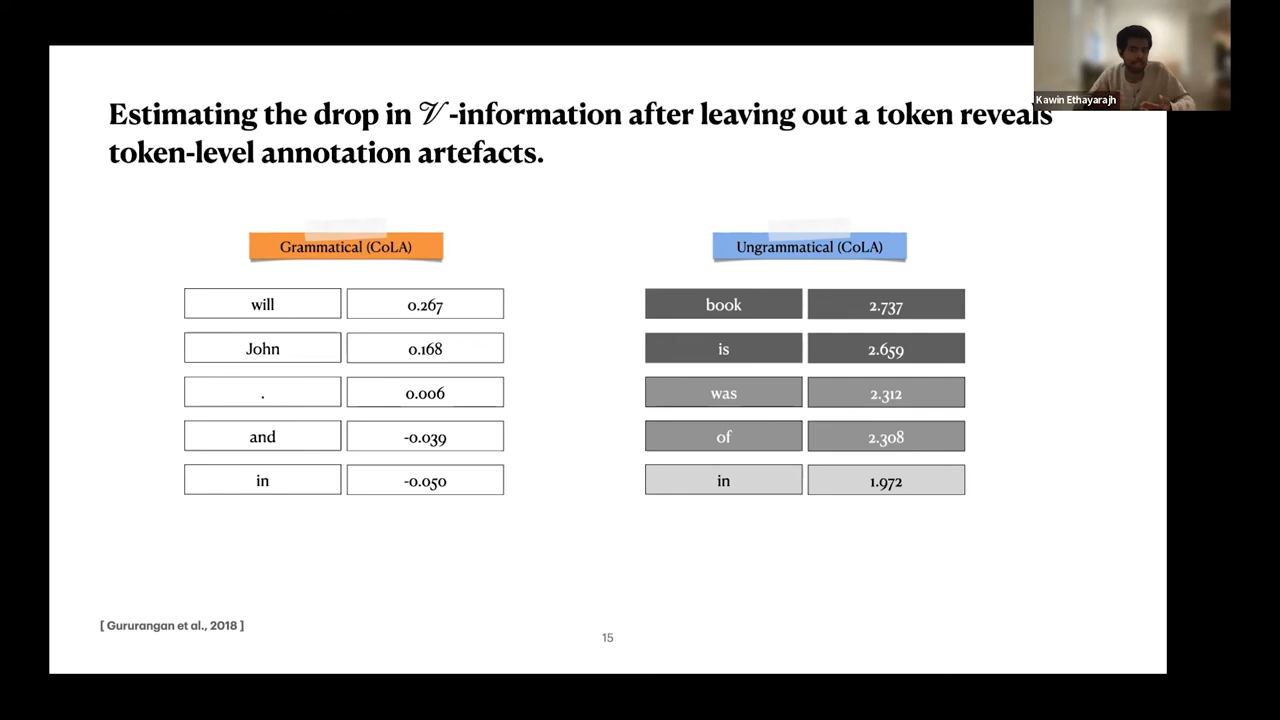 Kawin Ethayarajh
Estimating the drop in 𝒱-information after leaving out a token reveals
token-level annotation artefacts.
Grammatical (CoLA)
will 0.267
John 0.168
. 0.006
and -0.039
in -0.050
Ungrammatical (CoLA)
book 2.737
is 2.659
was 2.312
of 2.308
in 1.972
[ Gururangan et al., 2018 ]
15